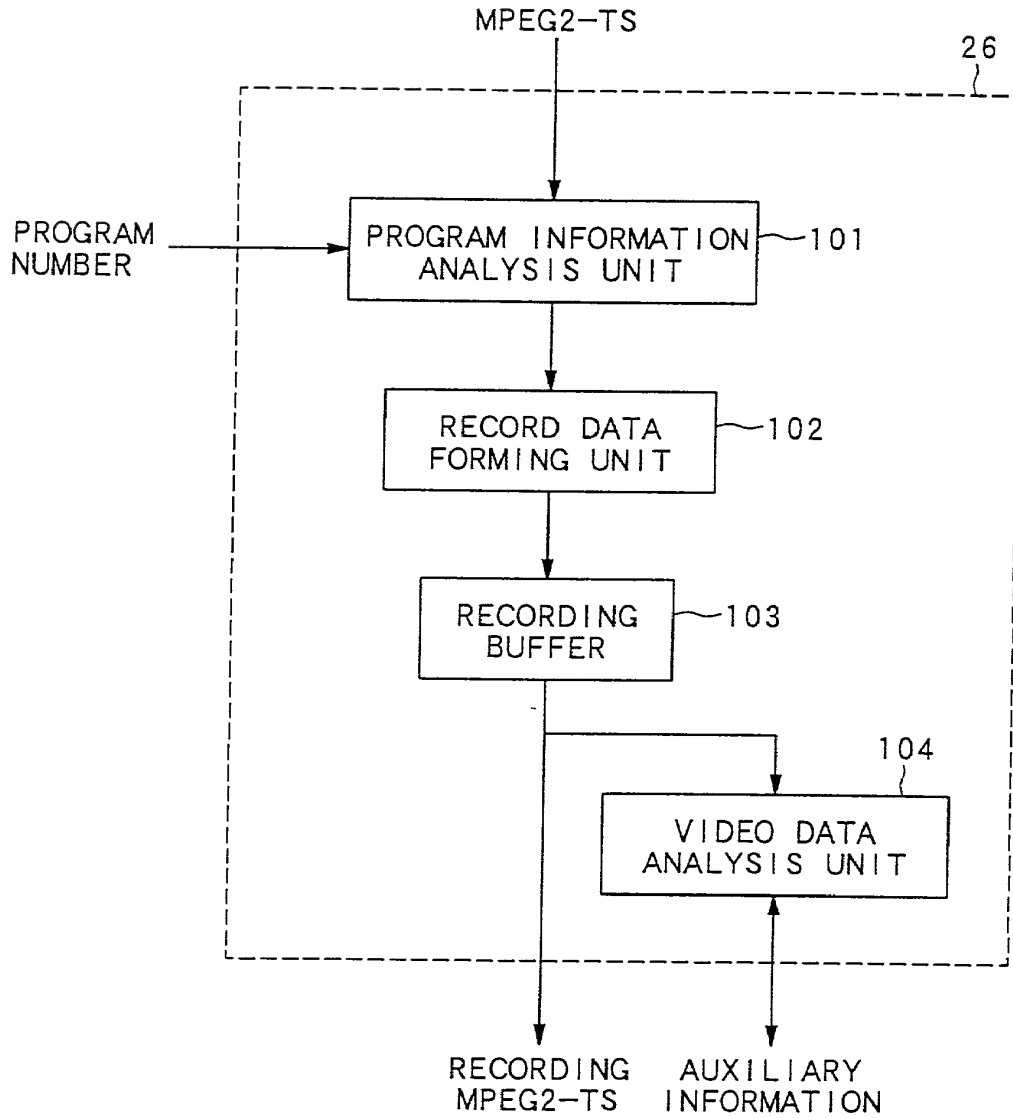 MPEG2-TS
26
PROGRAM
NUMBER
PROGRAM INFORMATION
ANALYSIS UNIT
101
RECORD DATA
FORMING UNIT
102
RECORDING
BUFFER
103
104
VIDEO DATA
ANALYSIS UNIT
RECORDING
MPEG2-TS
AUXILIARY
INFORMATION